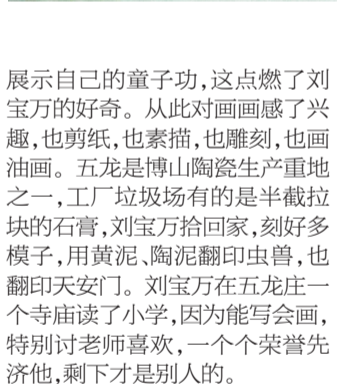 展示自己的童子功,这点燃了刘
宝万的好奇。从此对画画感了兴
趣,也剪纸,也素描,也雕刻,也画
油画。五龙是博山陶瓷生产重地
之一,工厂垃圾场有的是半截拉
块的石膏,刘宝万拾回家,刻好多
模子,用黄泥、陶泥翻印虫兽,也
翻印天安门。刘宝万在五龙庄一
个寺庙读了小学,因为能写会画,
特别讨老师喜欢,一个个荣誉先
济他,剩下才是别人的。